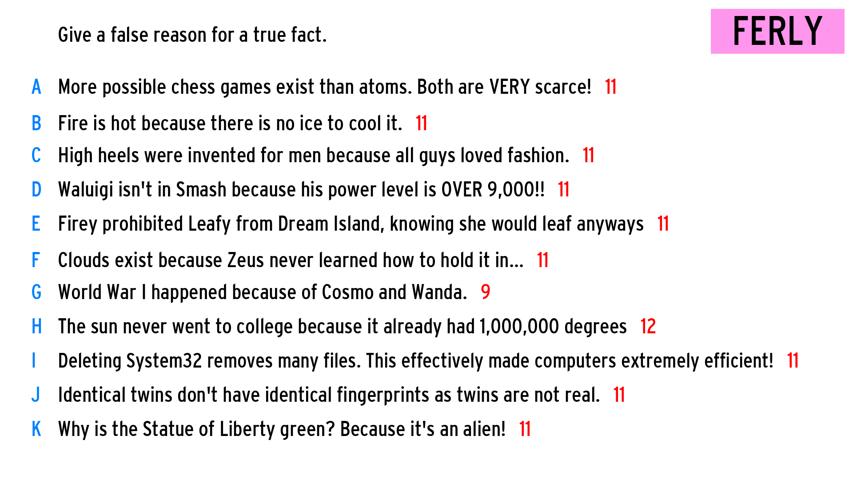 Give a false reason for a true fact.
FERLY
A More possible chess games exist than atoms. Both are VERY scarce! 11
B Fire is hot because there is no ice to cool it. 11
C High heels were invented for men because all guys loved fashion. 11
D Waluigi isn't in Smash because his power level is OVER 9,000!! 11
E Firey prohibited Leafy from Dream Island, knowing she would leaf anyways 11
F Clouds exist because Zeus never learned how to hold it in... 11
G World War I happened because of Cosmo and Wanda. 9
H The sun never went to college because it already had 1,000,000 degrees 12
I Deleting System32 removes many files. This effectively made computers extremely efficient! 11
J Identical twins don't have identical fingerprints as twins are not real. 11
K Why is the Statue of Liberty green? Because it's an alien! 11